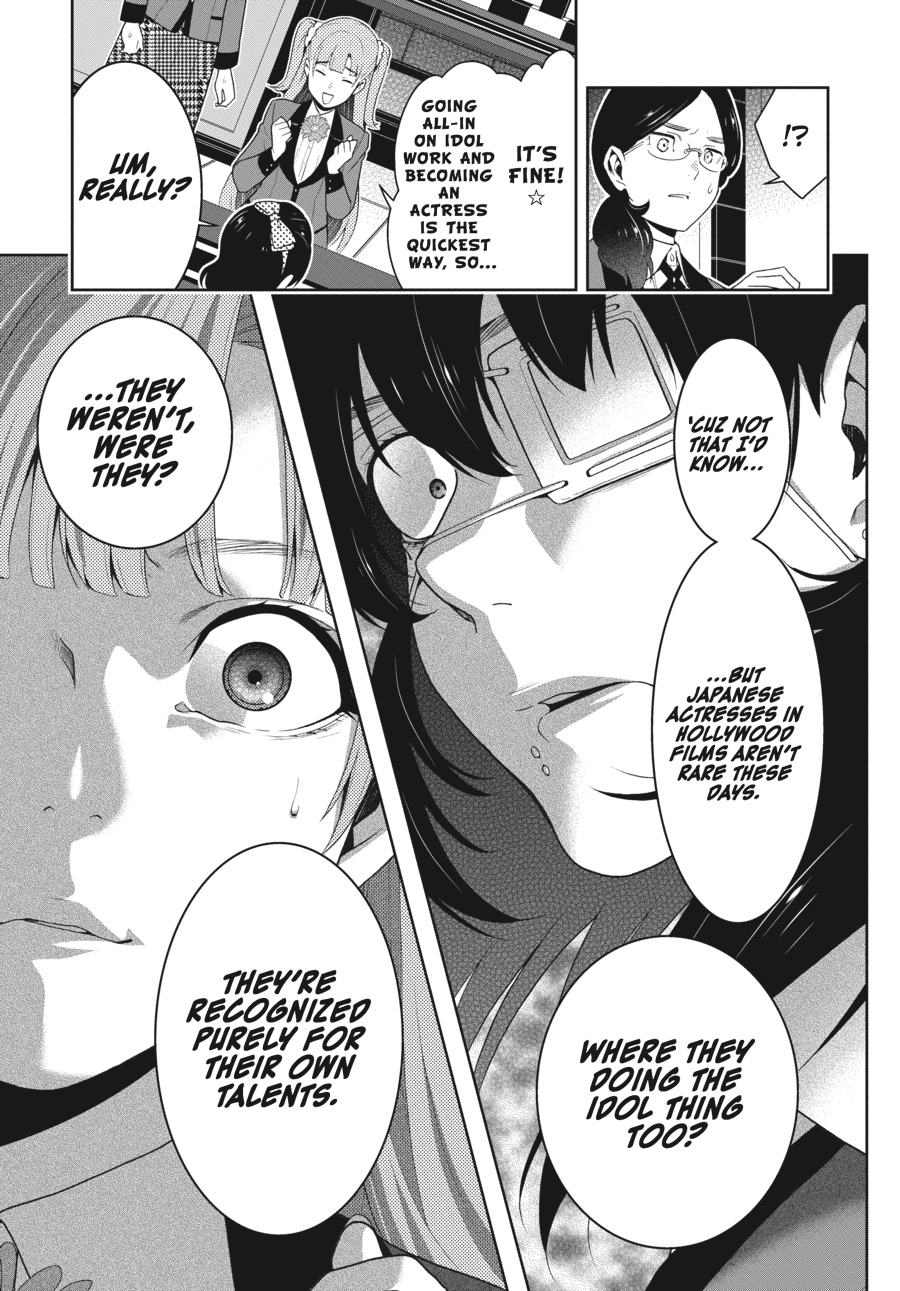 !?
IT'S
FINE!
☆
GOING
ALL-IN
ON IDOL
WORK AND
BECOMING
AN
ACTRESS
IS THE
QUICKEST
WAY, SO...
UM,
REALLY?
'CUZ NOT
THAT I'D
KNOW...
...BUT
JAPANESE
ACTRESSES IN
HOLLYWOOD
FILMS AREN'T
RARE THESE
DAYS.
WHERE THEY
DOING THE
IDOL THING
TOO?
...THEY
WEREN'T,
WERE
THEY?
THEY'RE
RECOGNIZED
PURELY FOR
THEIR OWN
TALENTS.